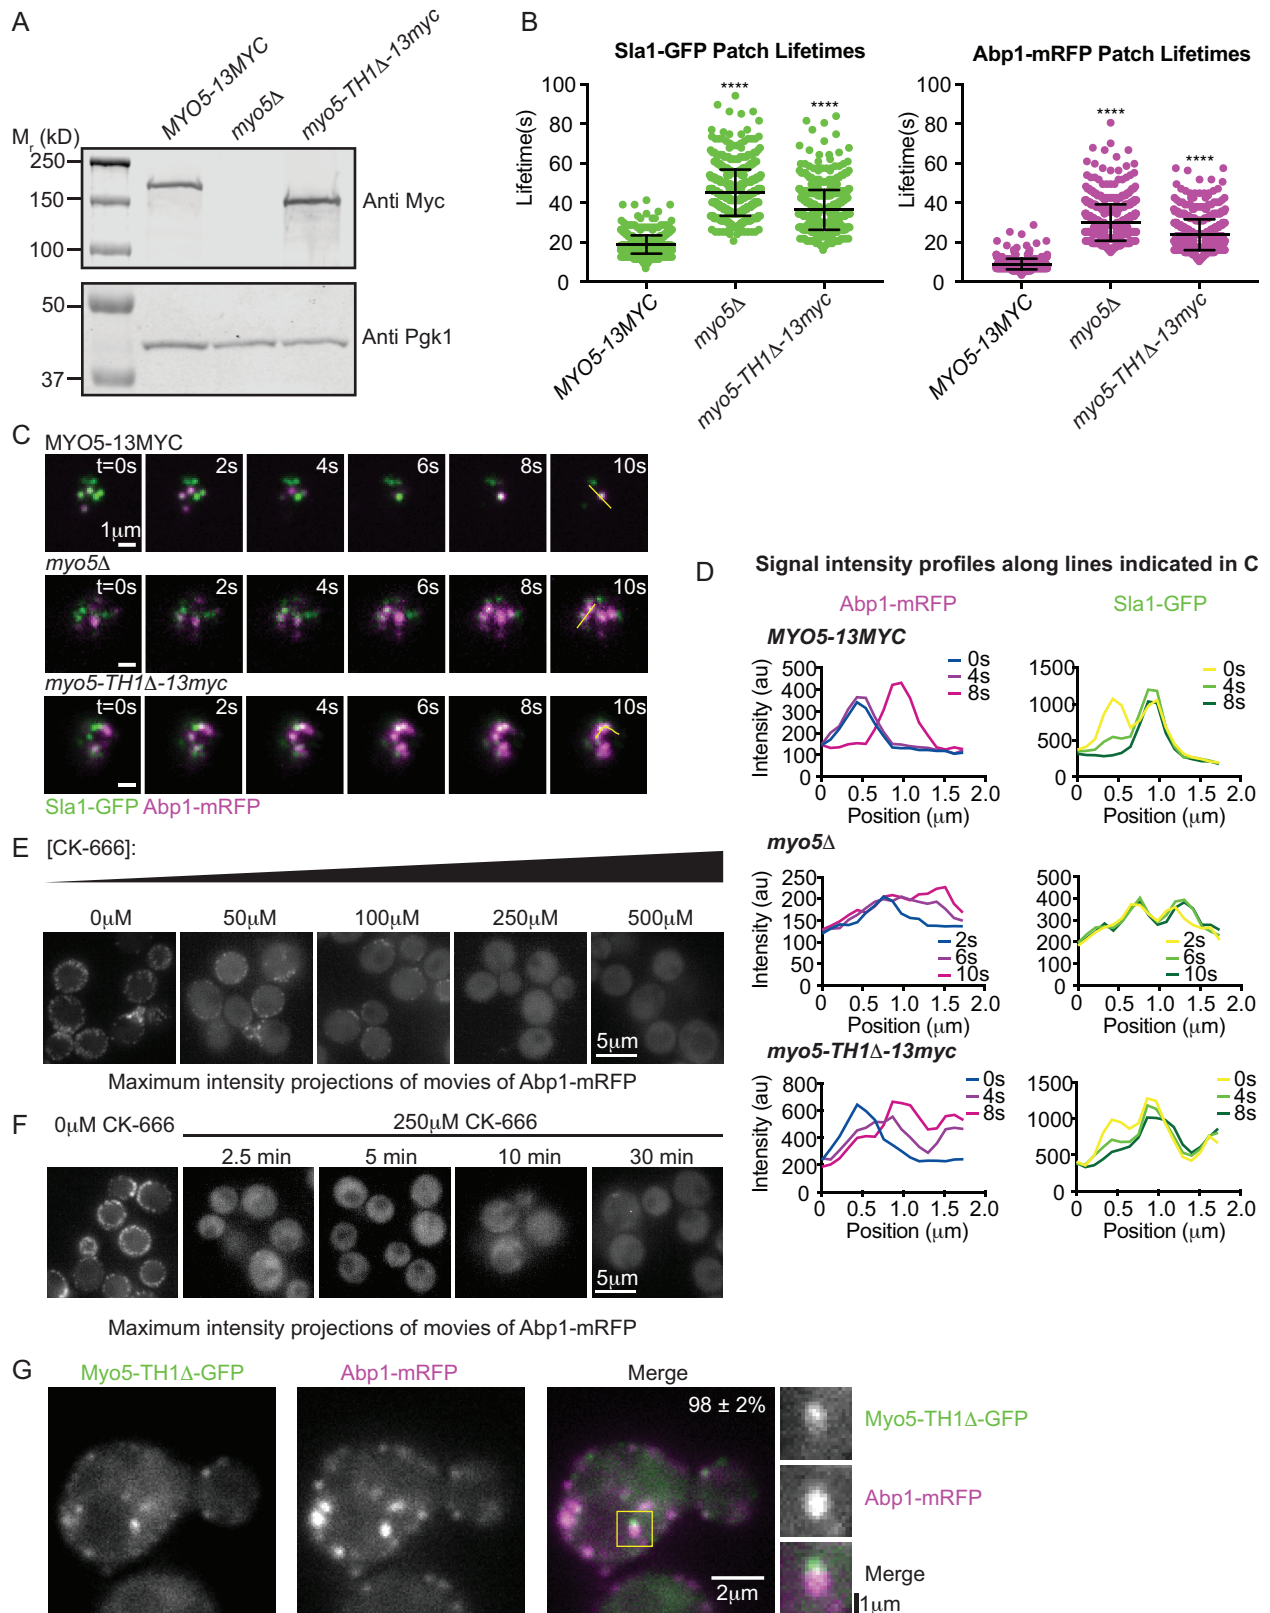 A
MYO5-13MYC
myo5Δ
myo5-TH1Δ-13myc
Mr (kD)
250
150
100
Anti Myc
50
37
Anti Pgk1
B
Sla1-GFP Patch Lifetimes
Lifetime(s)
100
80
60
40
20
0
****
****
MYO5-13MYC
myo5Δ
myo5-TH1Δ-13myc
Abp1-mRFP Patch Lifetimes
Lifetime(s)
100
80
60
40
20
0
****
****
MYO5-13MYC
myo5Δ
myo5-TH1Δ-13myc
C
MYO5-13MYC
t=0s 2s 4s 6s 8s 10s
1μm
myo5Δ
t=0s 2s 4s 6s 8s 10s
myo5-TH1Δ-13myc
t=0s 2s 4s 6s 8s 10s
Sla1-GFP Abp1-mRFP
D
Signal intensity profiles along lines indicated in C
Abp1-mRFP
Sla1-GFP
MYO5-13MYC
Intensity (au)
500
400
300
200
100
0
0s
4s
8s
0 0.5 1.0 1.5 2.0
Position (μm)
1500
1000
500
0
0s
4s
8s
0 0.5 1.0 1.5 2.0
Position (μm)
myo5Δ
Intensity (au)
250
200
150
100
50
0
2s
6s
10s
0 0.5 1.0 1.5 2.0
Position (μm)
500
400
300
200
100
0
2s
6s
10s
0 0.5 1.0 1.5 2.0
Position (μm)
myo5-TH1Δ-13myc
Intensity (au)
800
600
400
200
0
0s
4s
8s
0 0.5 1.0 1.5 2.0
Position (μm)
1500
1000
500
0
0s
4s
8s
0 0.5 1.0 1.5 2.0
Position (μm)
E
[CK-666]:
0μM 50μM 100μM 250μM 500μM
5μm
Maximum intensity projections of movies of Abp1-mRFP
F
0μM CK-666
250μM CK-666
2.5 min 5 min 10 min 30 min
5μm
Maximum intensity projections of movies of Abp1-mRFP
G
Myo5-TH1Δ-GFP
Abp1-mRFP
Merge
98 ± 2%
2μm
Myo5-TH1Δ-GFP
Abp1-mRFP
Merge
1μm